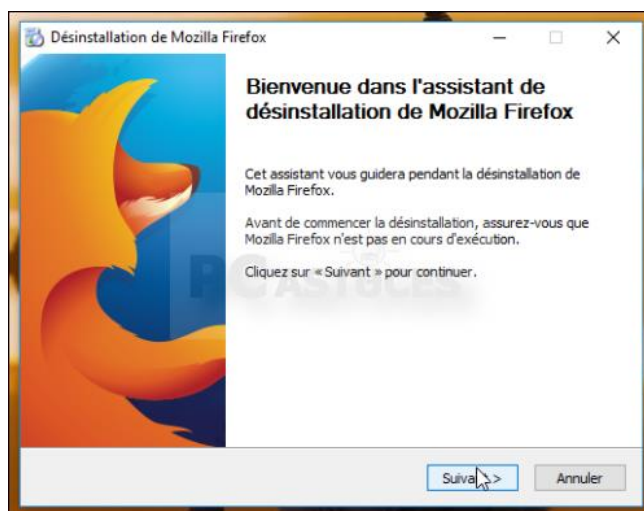 Désinstallation de Mozilla Firefox
Bienvenue dans l'assistant de
désinstallation de Mozilla Firefox
Cet assistant vous guidera pendant la désinstallation de
Mozilla Firefox.
Avant de commencer la désinstallation, assurez-vous que
Mozilla Firefox n'est pas en cours d'exécution.
Cliquez sur « Suivant » pour continuer.
PC ASTUCES
Suivant >
Annuler